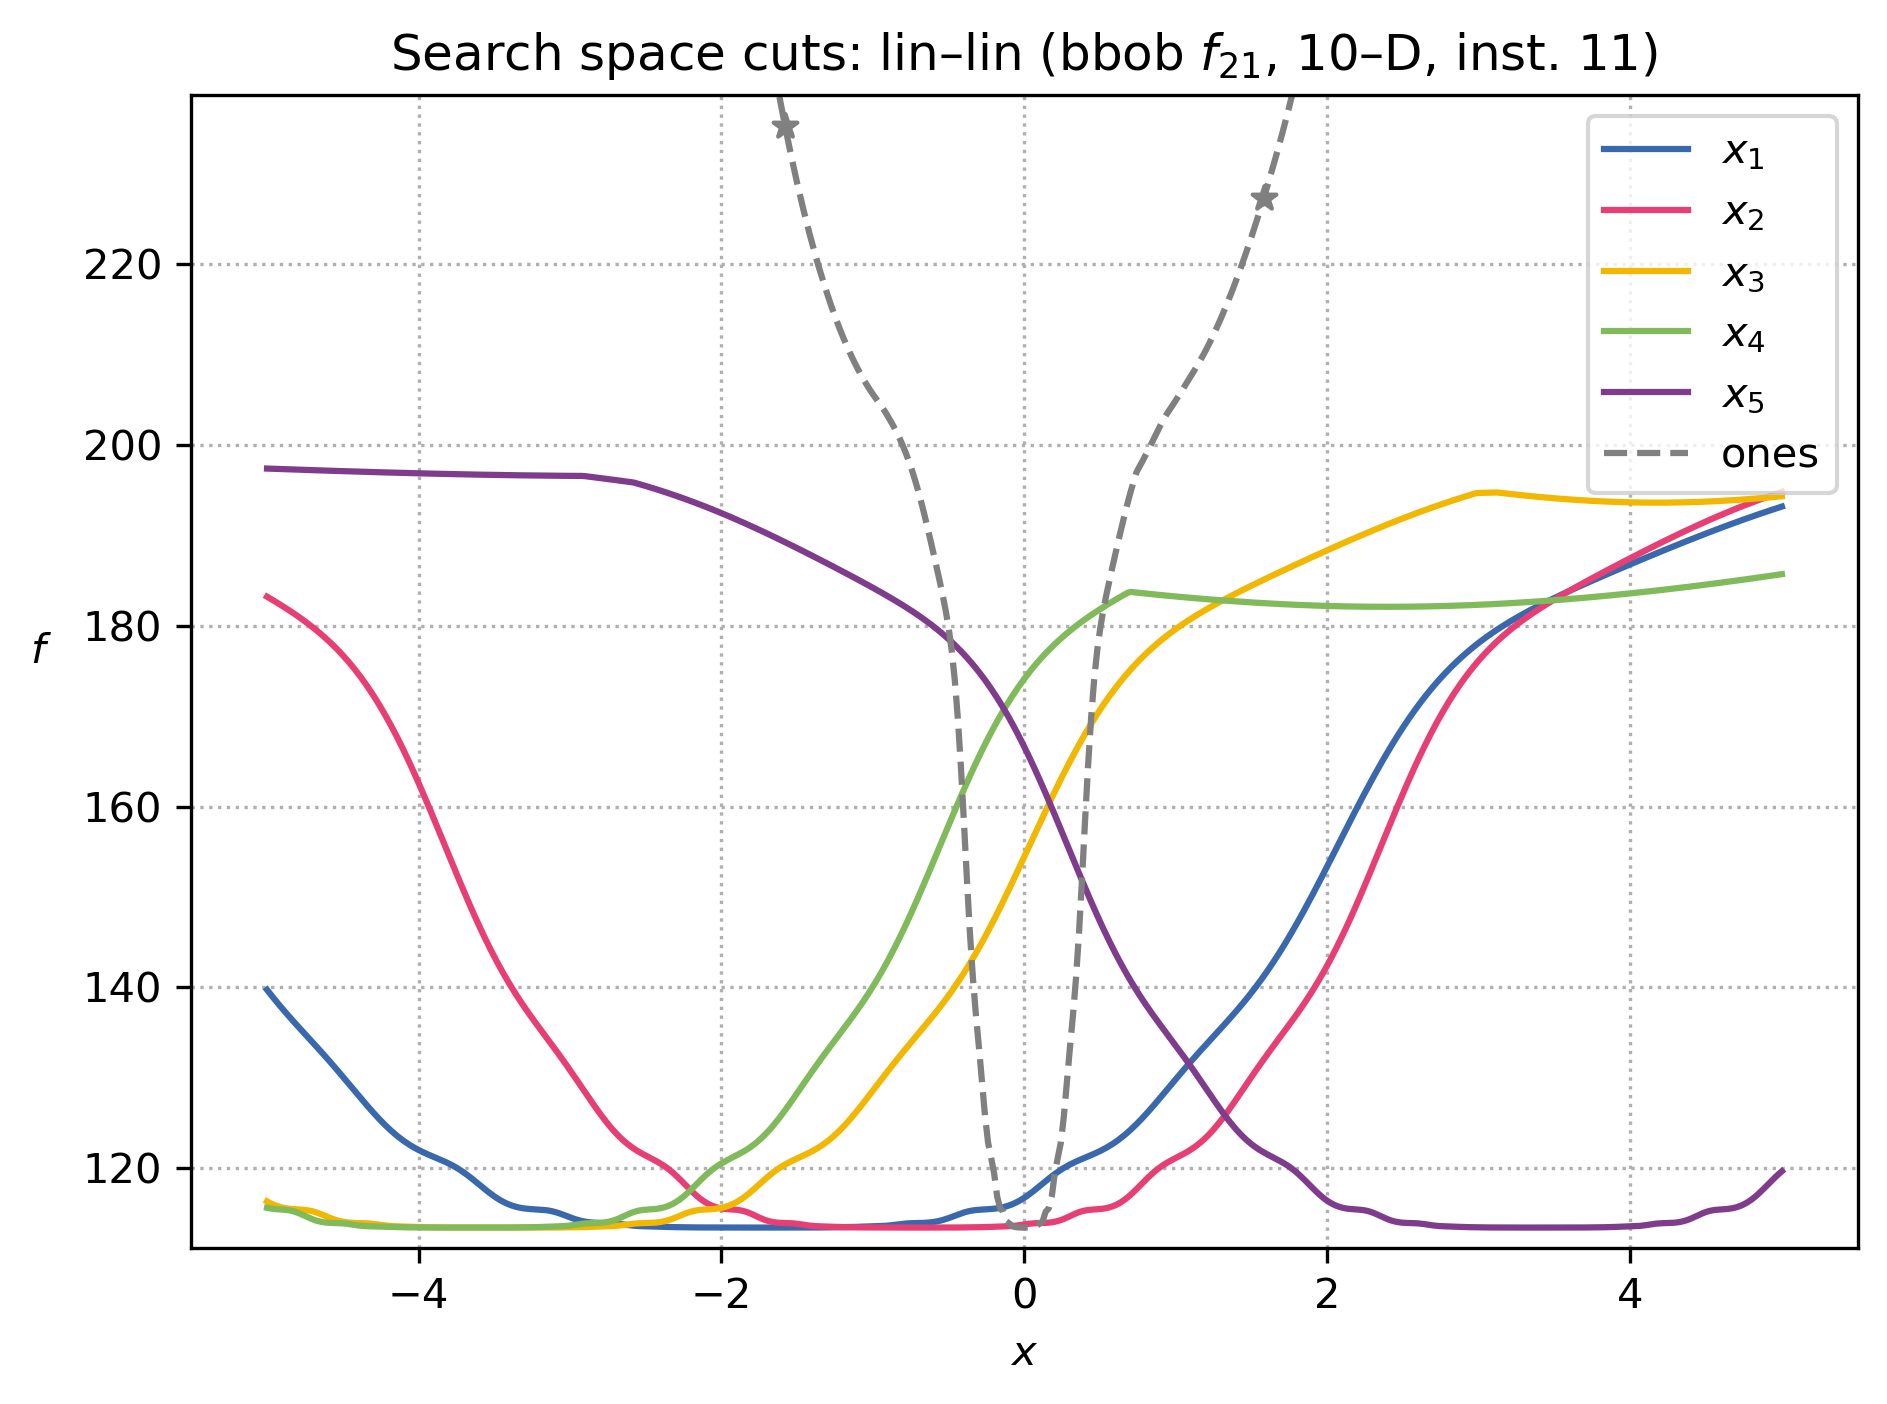 Search space cuts: lin–lin (bbob f₂₁, 10–D, inst. 11)
x₁
x₂
x₃
x₄
x₅
ones
220
200
180
160
140
120
f
−4
−2
0
2
4
x